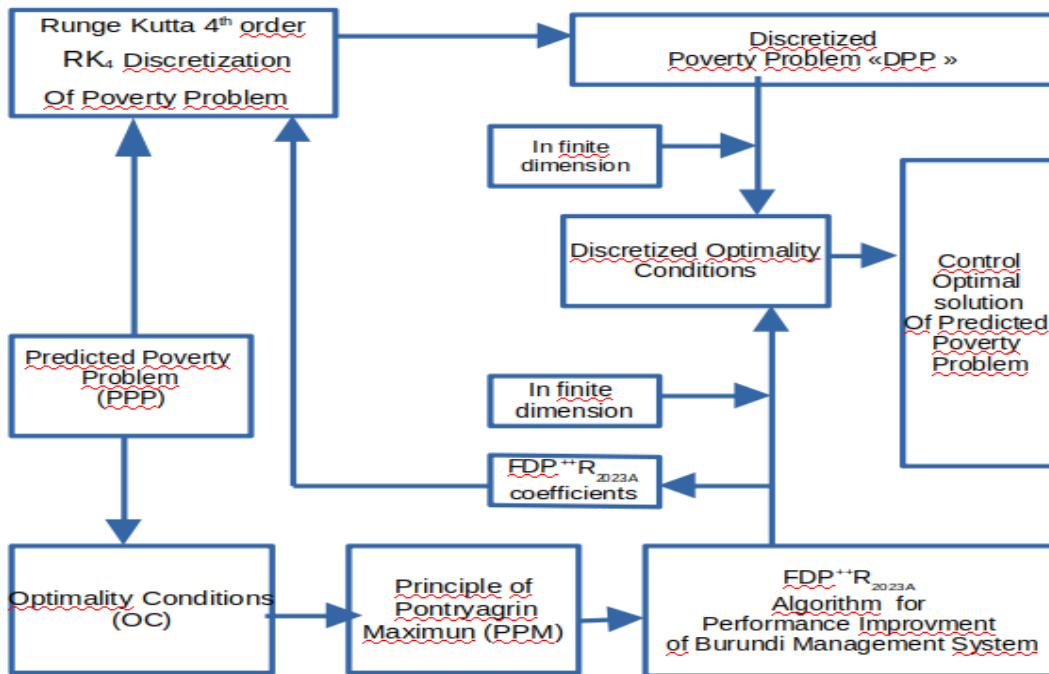 Runge Kutta 4th order
RK₄ Discretization
Of Poverty Problem
Discretized
Poverty Problem «DPP »
In finite
dimension
Discretized Optimality
Conditions
Control
Optimal
solution
Of Predicted
Poverty
Problem
Predicted Poverty
Problem
(PPP)
In finite
dimension
FDP⁺⁺R₂₀₂₃A
coefficients
Optimality Conditions
(OC)
Principle of
Pontryagrin
Maximun (PPM)
FDP⁺⁺R₂₀₂₃A
Algorithm for
Performance Improvment
of Burundi Management System